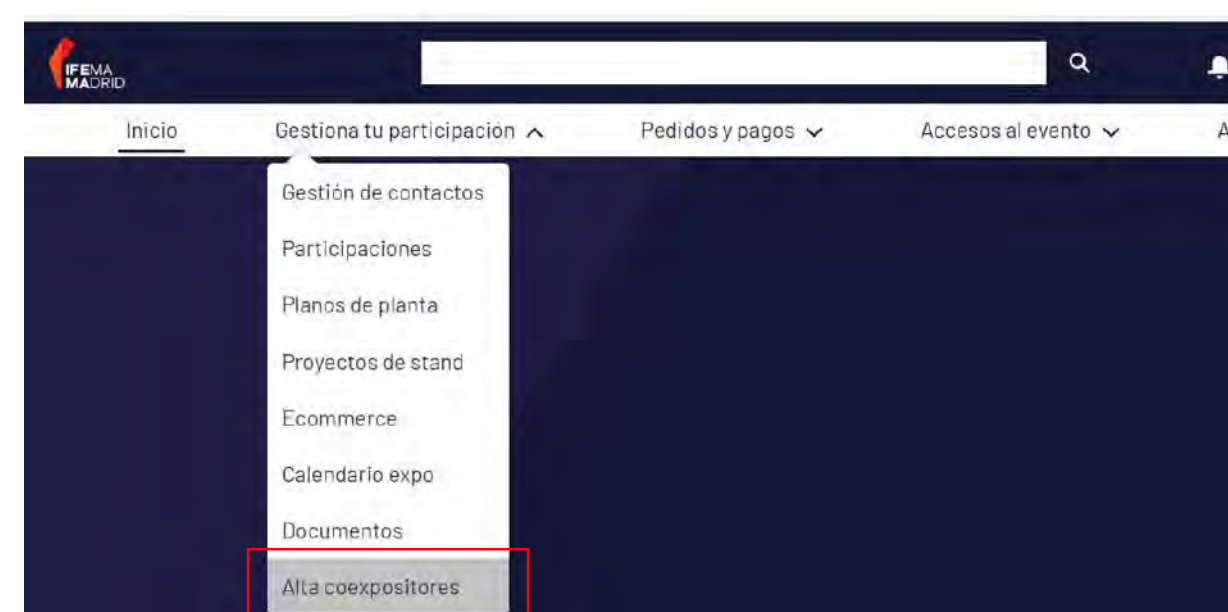 IFEMA
MADRID
Inicio
Gestiona tu participación
Pedidos y pagos
Accesos al evento
A
Gestión de contactos
Participaciones
Planos de planta
Proyectos de stand
Ecommerce
Calendario expo
Documentos
Alta coexpositores